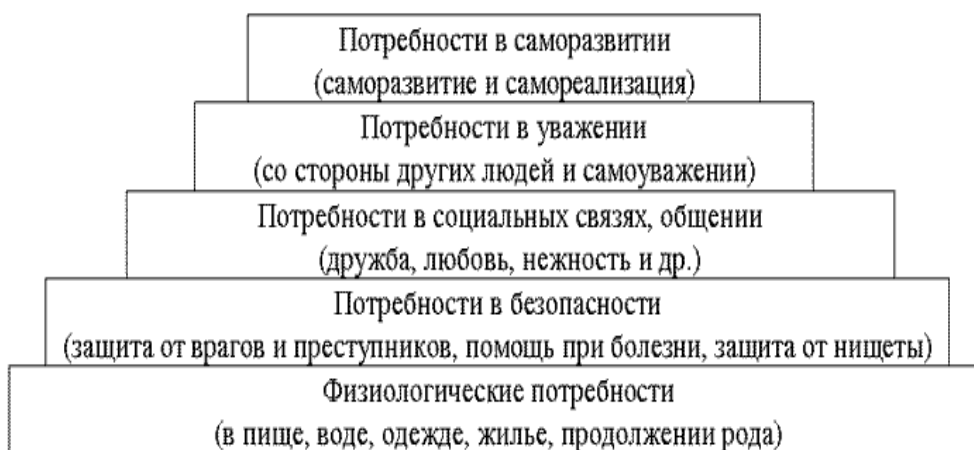 Потребности в саморазвитии
(саморазвитие и самореализация)
Потребности в уважении
(со стороны других людей и самоуважении)
Потребности в социальных связях, общении
(дружба, любовь, нежность и др.)
Потребности в безопасности
(защита от врагов и преступников, помощь при болезни, защита от нищеты)
Физиологические потребности
(в пище, воде, одежде, жилье, продолжении рода)